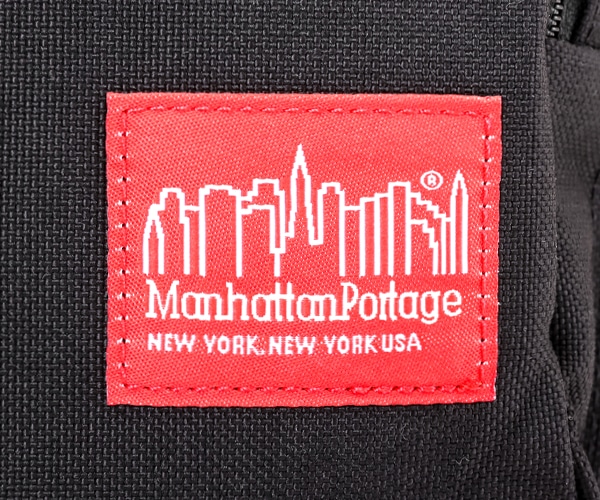 ®
ManhattanPortage
NEW YORK, NEW YORK USA